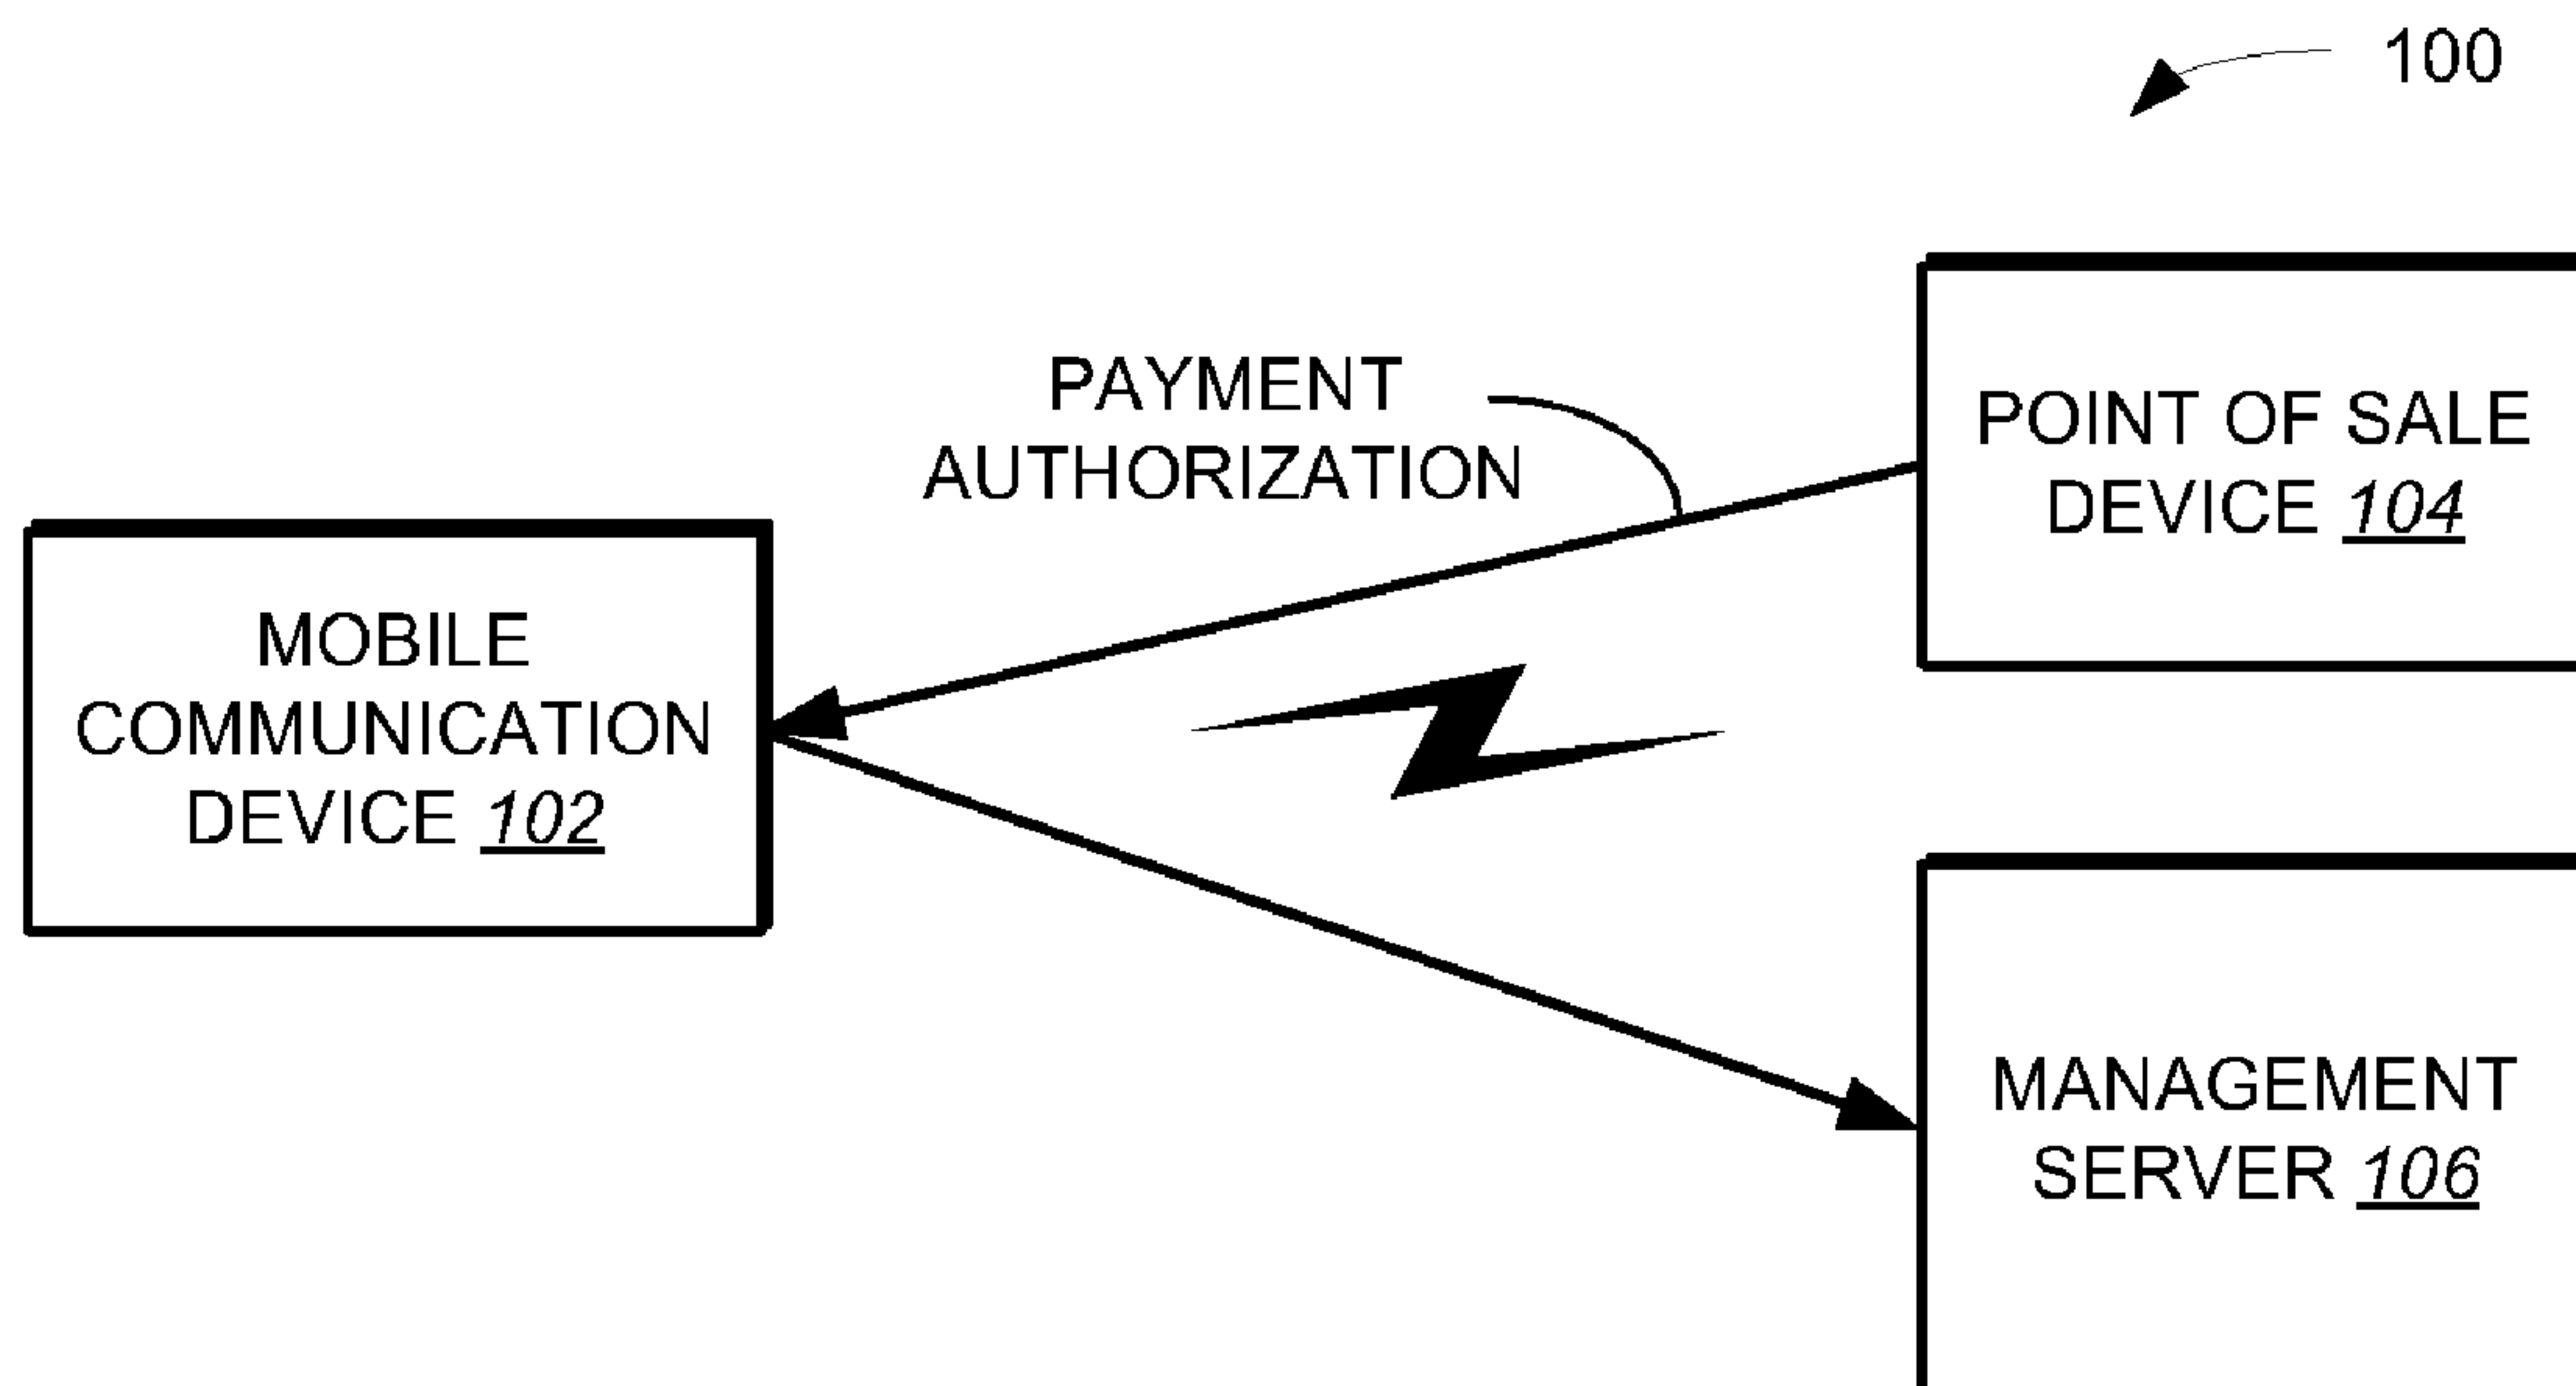 100
PAYMENT
AUTHORIZATION
POINT OF SALE
DEVICE 104
MOBILE
COMMUNICATION
DEVICE 102
MANAGEMENT
SERVER 106